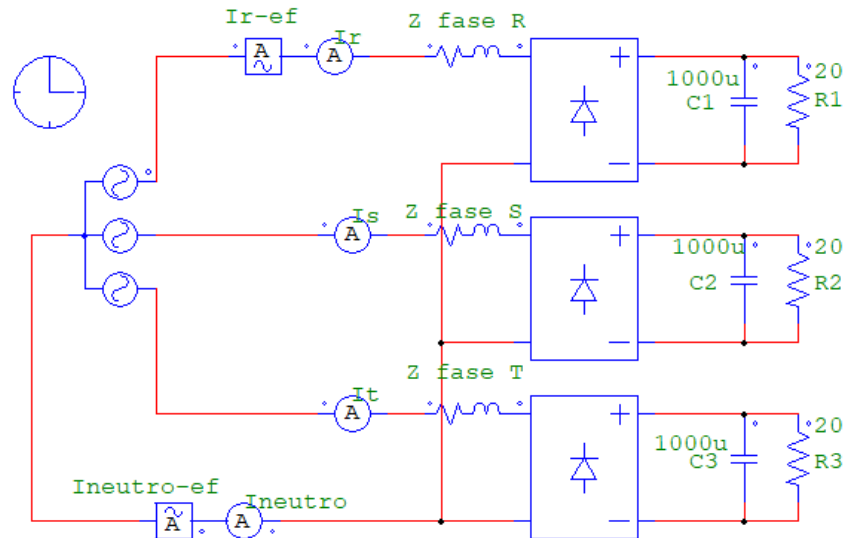 Ir-ef
A
Ir
A
Z fase R
1000u
C1
20
R1
Is
A
Z fase S
1000u
C2
20
R2
It
A
Z fase T
1000u
C3
20
R3
Ineutro-ef
A
Ineutro
A